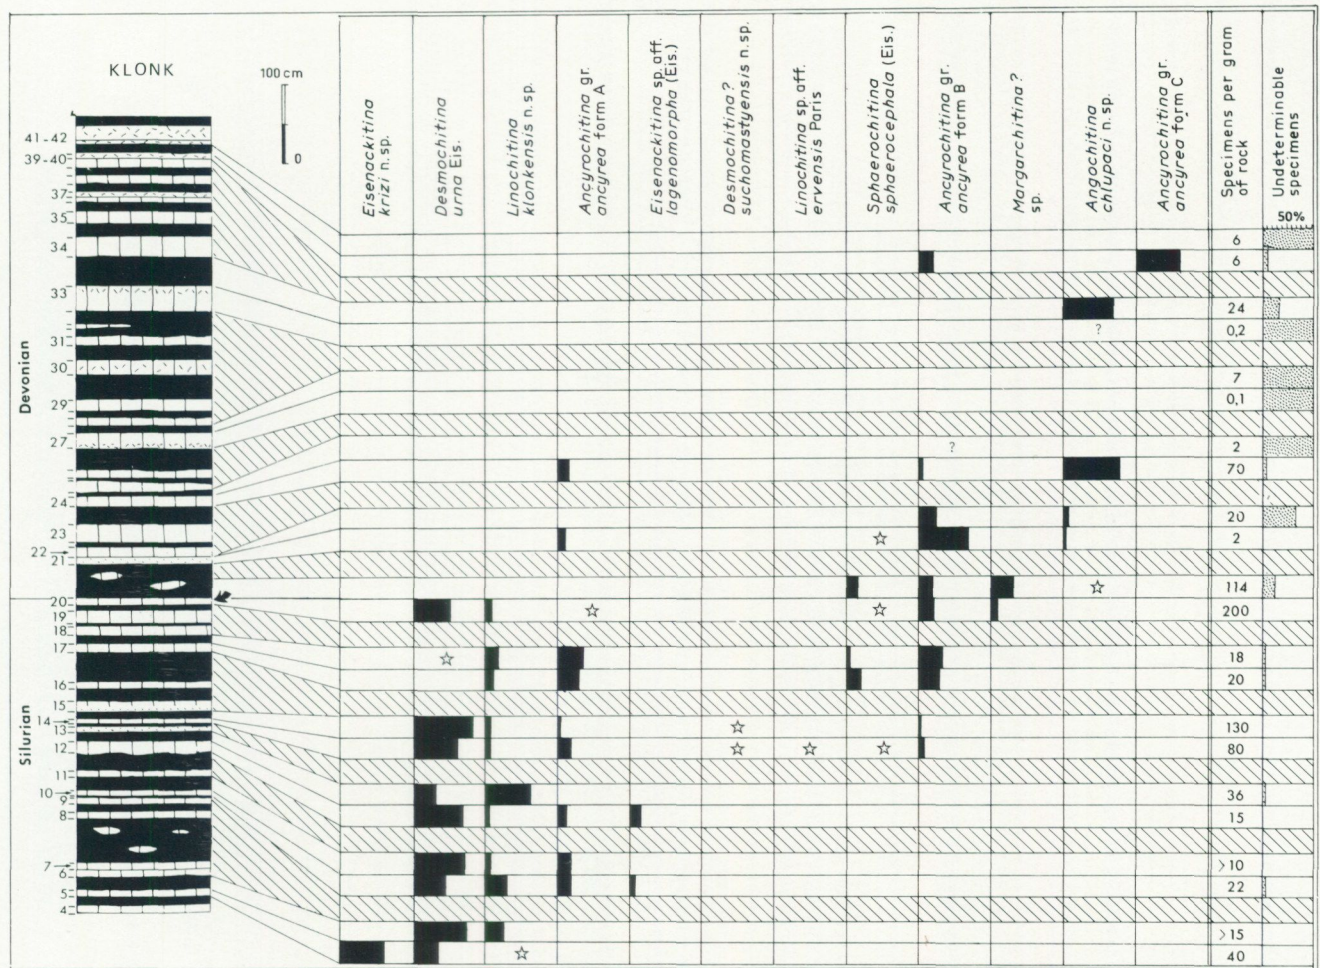 KLONK
100 cm
0
Devonian
Silurian
41-42
39-40
37
35
34
33
31
30
29
27
24
23
22
21
20
19
18
17
16
15
14
13
12
11
10
9
8
7
6
5
4
Eisenackitina
krizi n.sp.
Desmochitina
urna Eis.
Linochitina
klonkensis n.sp.
Ancyrochitina gr.
ancyrea form A
Eisenackitina sp. aff.
lagenomorpha (Eis.)
Desmochitina?
suchomastyensis n.sp.
Linochitina sp. aff.
ervensis Paris
Sphaerochitina
sphaerocephala (Eis.)
Ancyrochitina gr.
ancyrea form B
Margarchitina?
sp.
Angochitina
chlupaci n.sp.
Ancyrochitina gr.
ancyrea form C
Specimens per gram
of rock
Undeterminable
specimens
50%
6
6
24
? 0,2
7
0,1
? 2
70
20
2
114
200
18
20
130
80
36
15
>10
22
>15
40